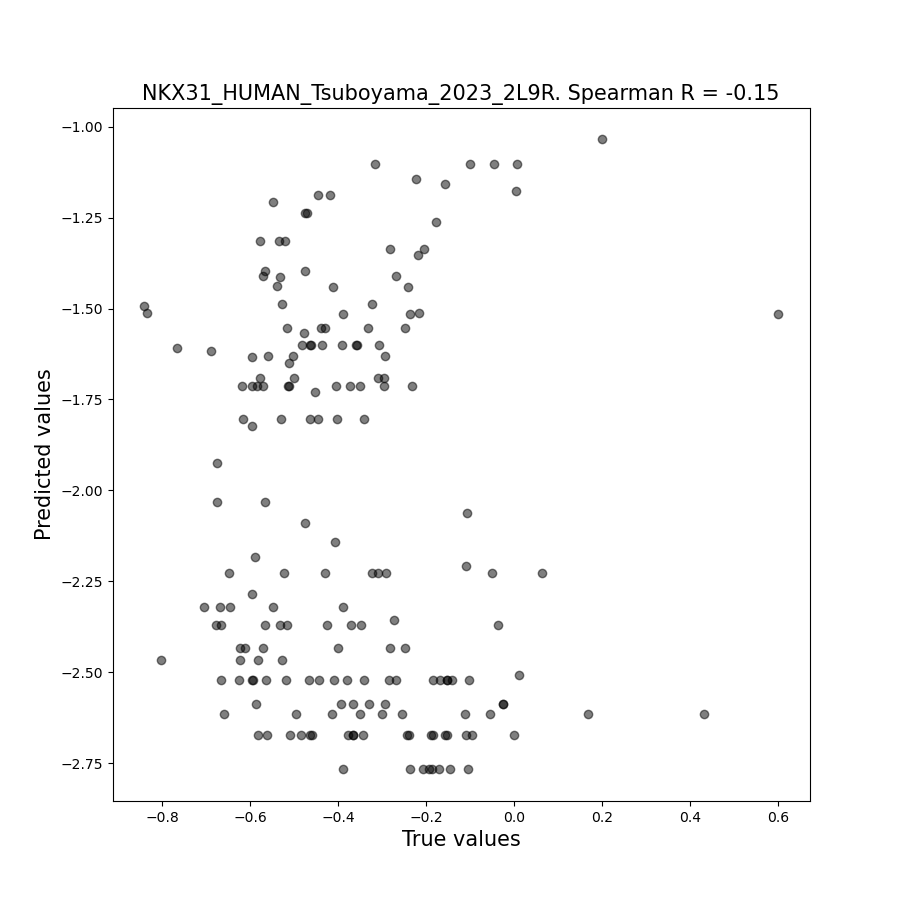 NKX31_HUMAN_Tsuboyama_2023_2L9R. Spearman R = -0.15
Predicted values
−1.00
−1.25
−1.50
−1.75
−2.00
−2.25
−2.50
−2.75
−0.8 −0.6 −0.4 −0.2 0.0 0.2 0.4 0.6
True values